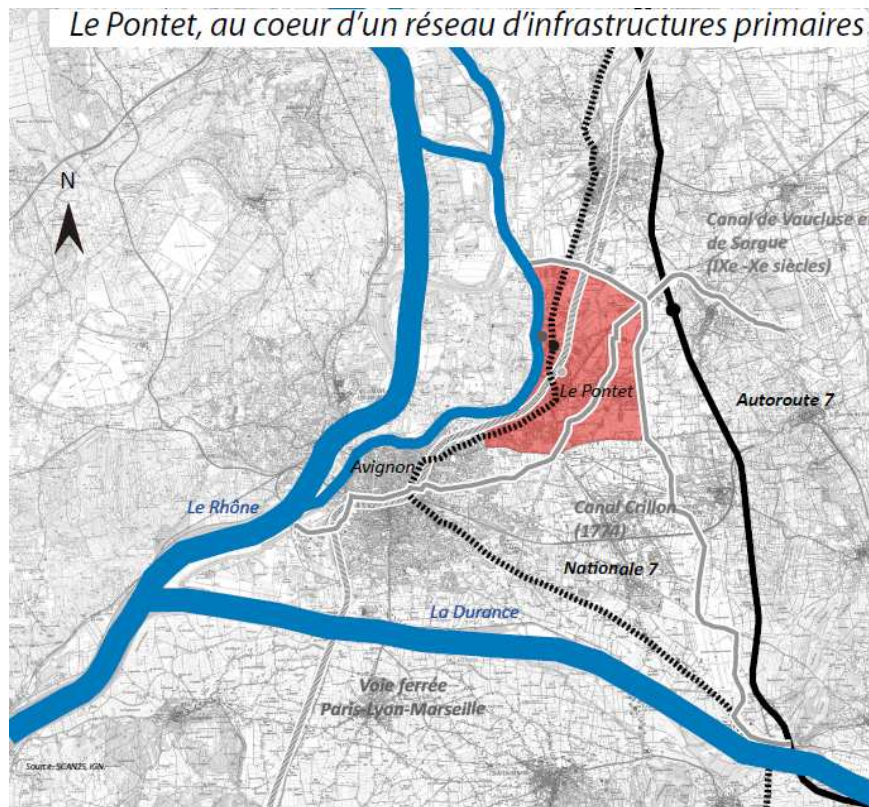 Le Pontet, au coeur d'un réseau d'infrastructures primaires
N
Canal de Vaucluse et
de Sorgue
(IXe -Xe siècles)
Le Pontet
Autoroute 7
Avignon
Le Rhône
Canal Crillon
(1774)
Nationale 7
La Durance
Voie ferrée
Paris-Lyon-Marseille
Source: SCAN25, IGN.